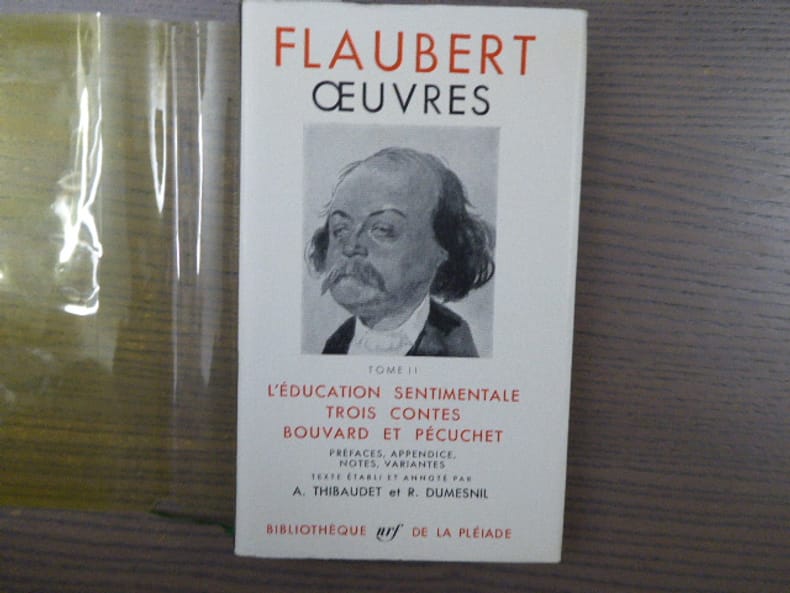 FLAUBERT
ŒUVRES
TOME II
L'ÉDUCATION SENTIMENTALE
TROIS CONTES
BOUVARD ET PÉCUCHET
PRÉFACES, APPENDICE,
NOTES, VARIANTES
TEXTE ÉTABLI ET ANNOTÉ PAR
A. THIBAUDET et R. DUMESNIL
BIBLIOTHÈQUE nrf DE LA PLÉIADE